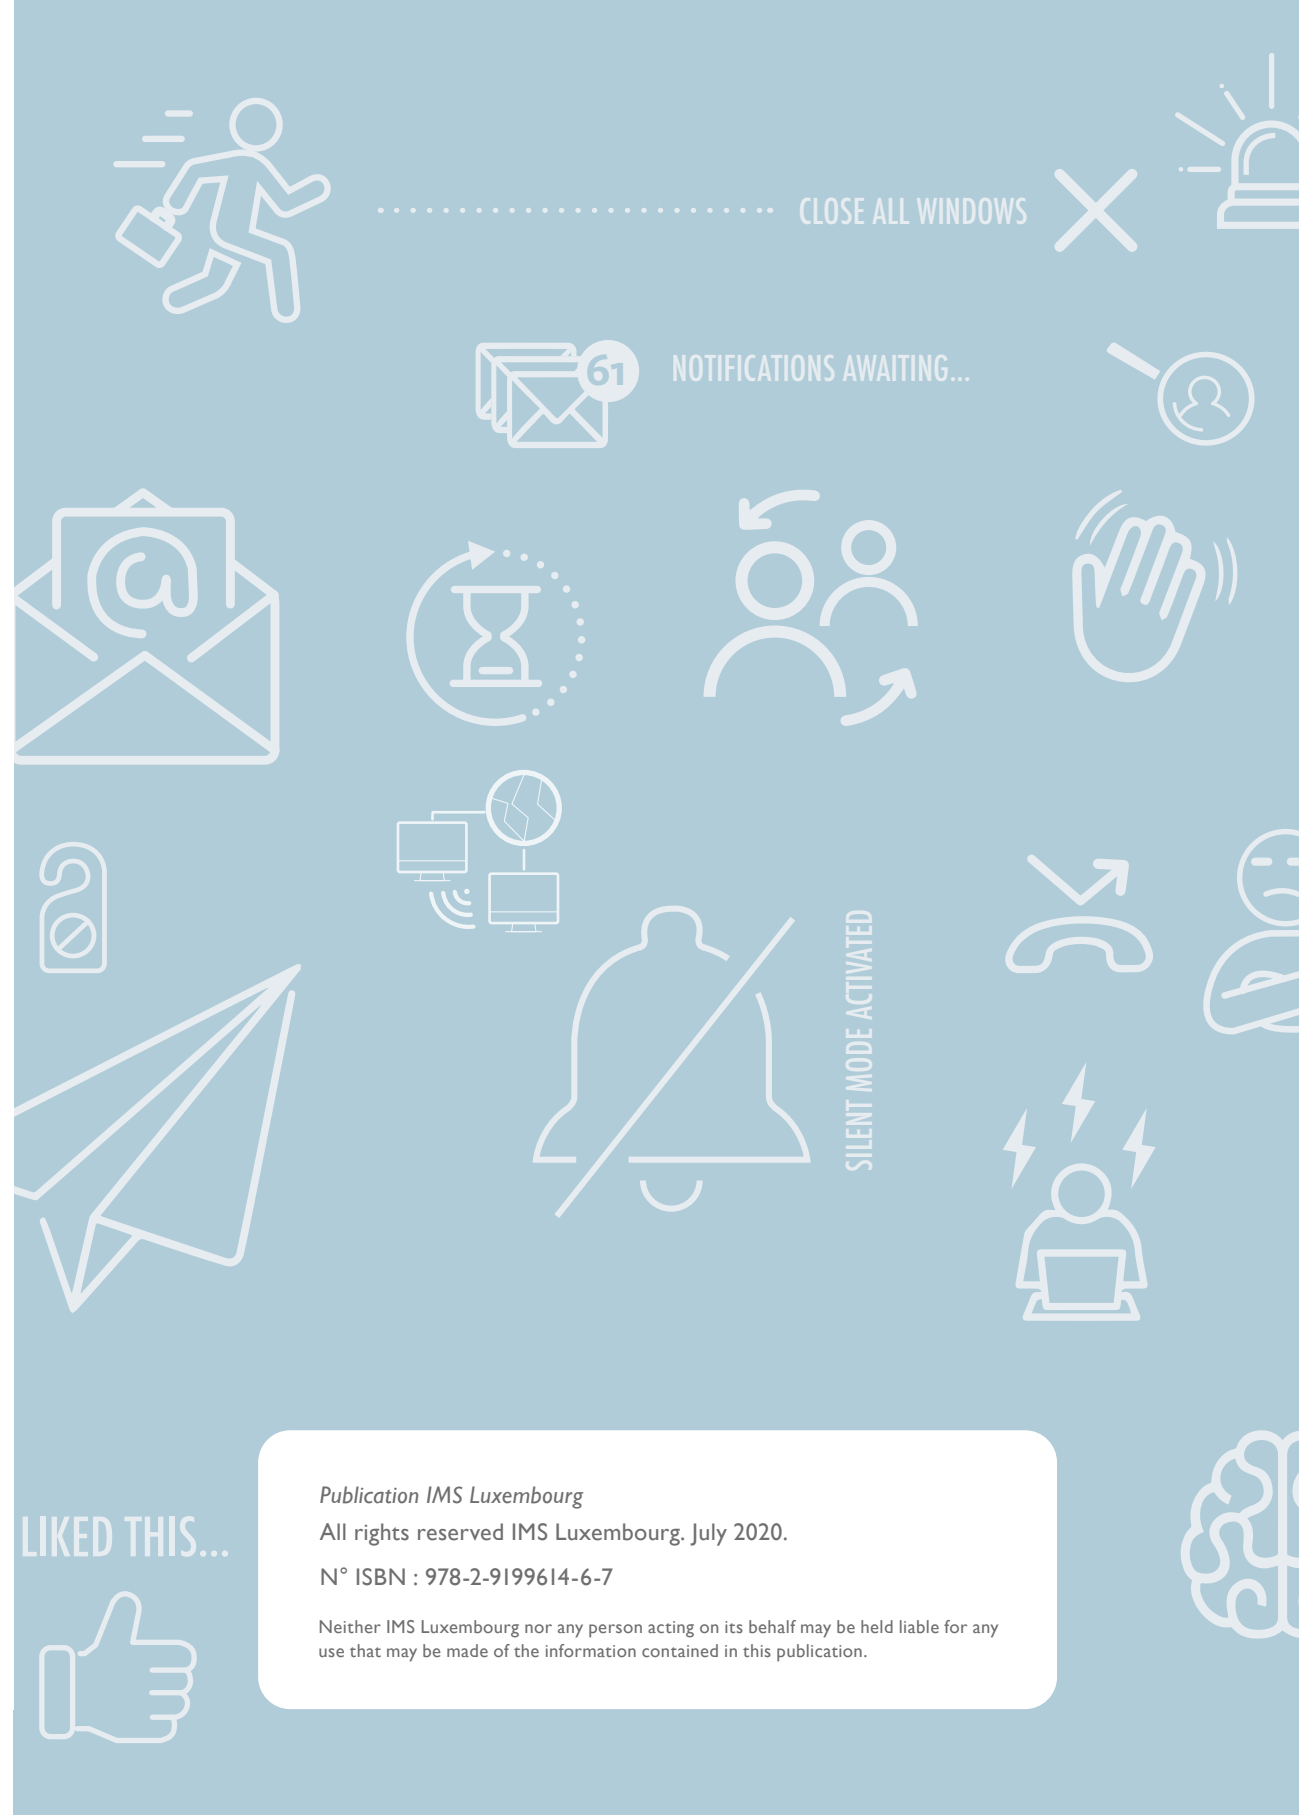 CLOSE ALL WINDOWS
61
NOTIFICATIONS AWAITING...
@
SILENT MODE ACTIVATED
LIKED THIS...
Publication IMS Luxembourg
All rights reserved IMS Luxembourg. July 2020.
N° ISBN : 978-2-9199614-6-7
Neither IMS Luxembourg nor any person acting on its behalf may be held liable for any
use that may be made of the information contained in this publication.